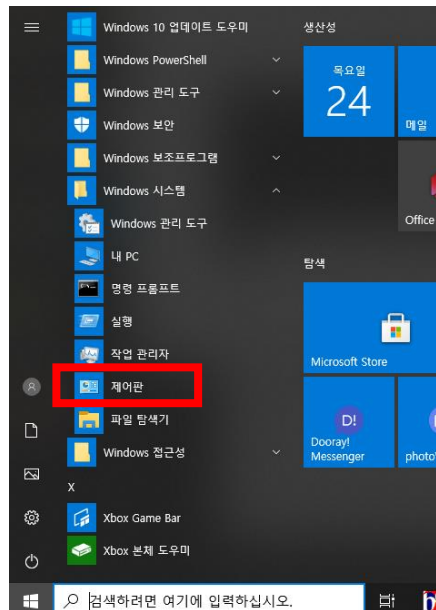 Windows 10 업데이트 도우미
Windows PowerShell
Windows 관리 도구
Windows 보안
Windows 보조프로그램
Windows 시스템
Windows 관리 도구
내 PC
명령 프롬프트
실행
작업 관리자
제어판
파일 탐색기
Windows 접근성
X
Xbox Game Bar
Xbox 본체 도우미
검색하려면 여기에 입력하십시오.
생산성
목요일
24
메일
Office
탐색
Microsoft Store
D!
Dooray!
Messenger
photo